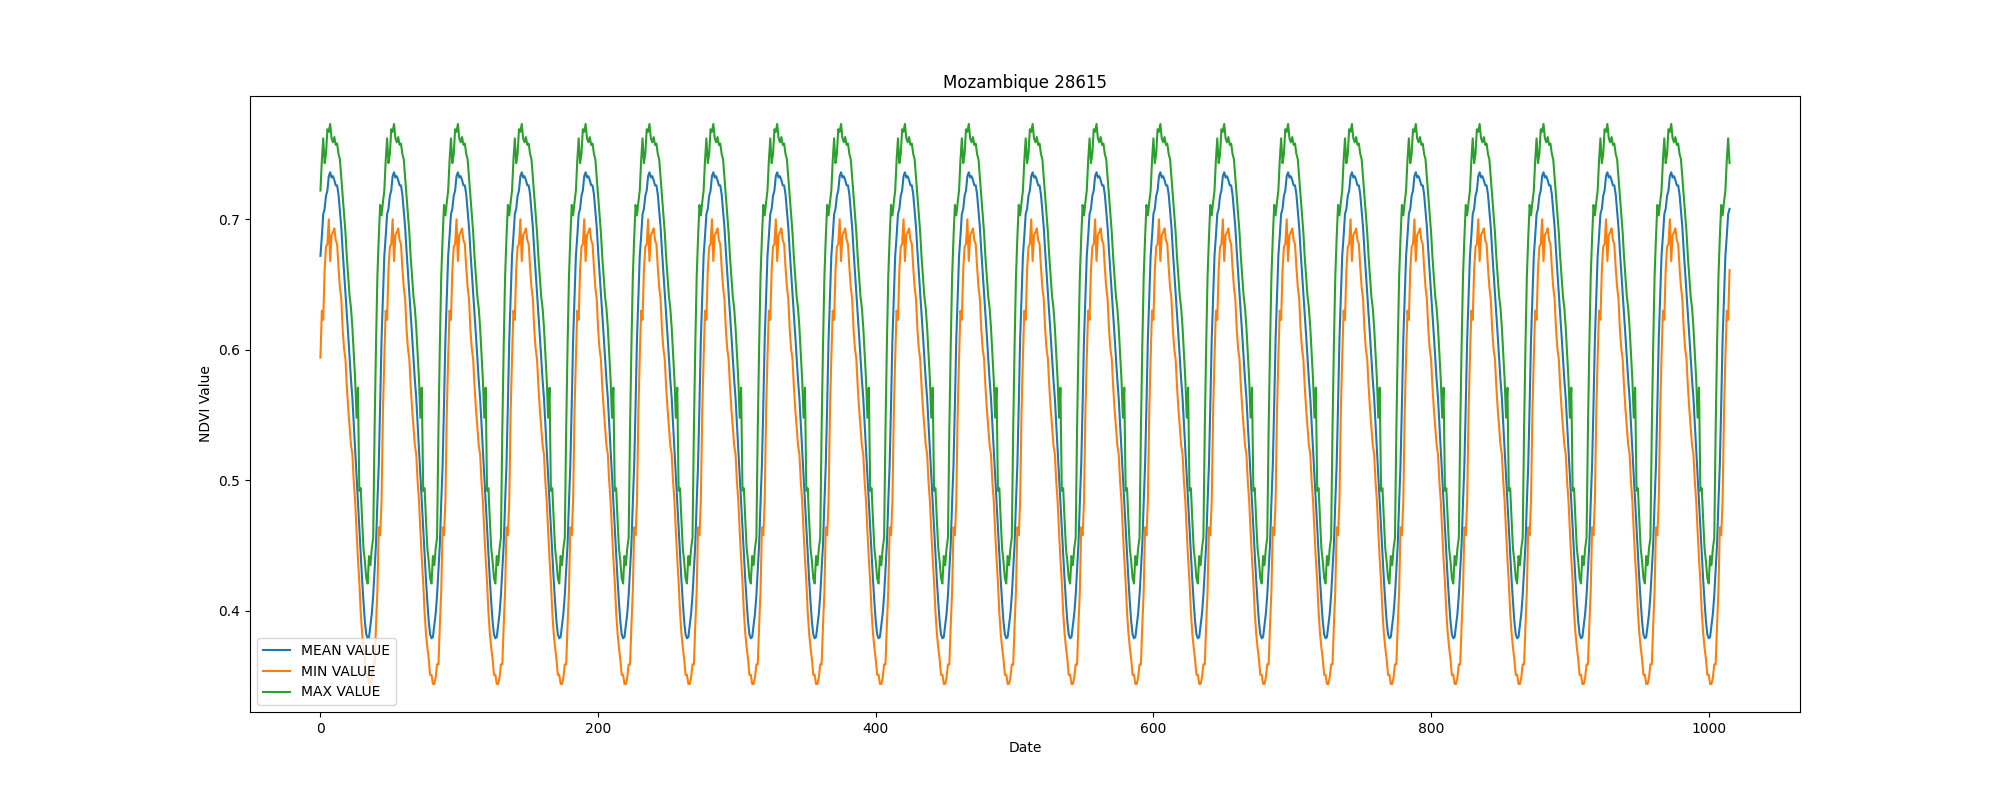 Mozambique 28615
NDVI Value
0.7
0.6
0.5
0.4
MEAN VALUE
MIN VALUE
MAX VALUE
0 200 400 600 800 1000
Date